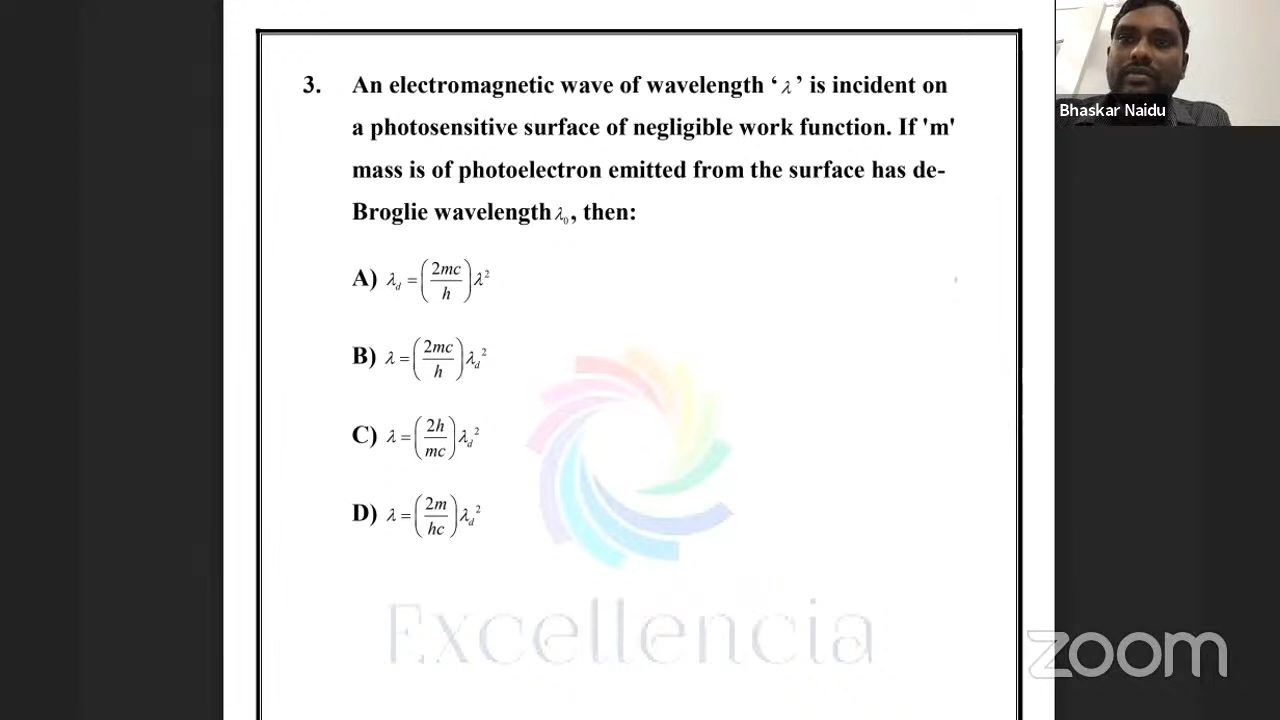 3. An electromagnetic wave of wavelength ‘ λ ’ is incident on
a photosensitive surface of negligible work function. If 'm'
mass is of photoelectron emitted from the surface has de-
Broglie wavelength λ₀, then:
A) λ_d = (2mc/h) λ²
B) λ = (2mc/h) λ_d²
C) λ = (2h/mc) λ_d²
D) λ = (2m/hc) λ_d²
Excellencia
Bhaskar Naidu
zoom